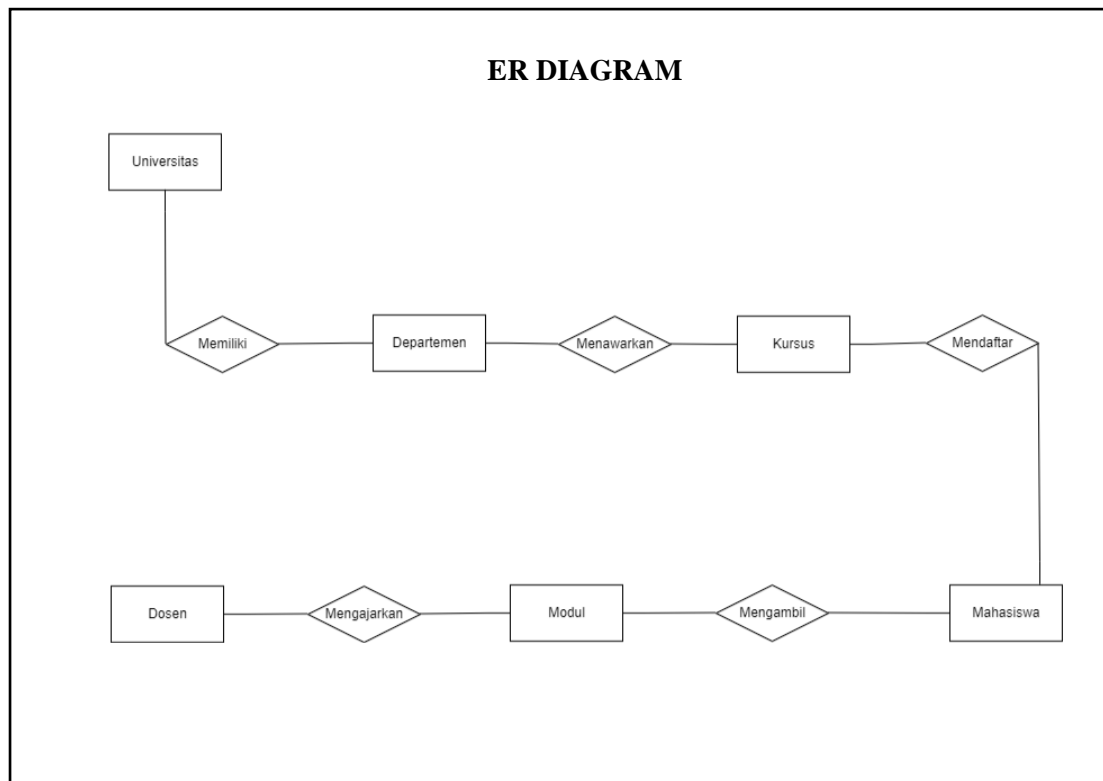 ER DIAGRAM
Universitas
Memiliki
Departemen
Menawarkan
Kursus
Mendaftar
Dosen
Mengajarkan
Modul
Mengambil
Mahasiswa